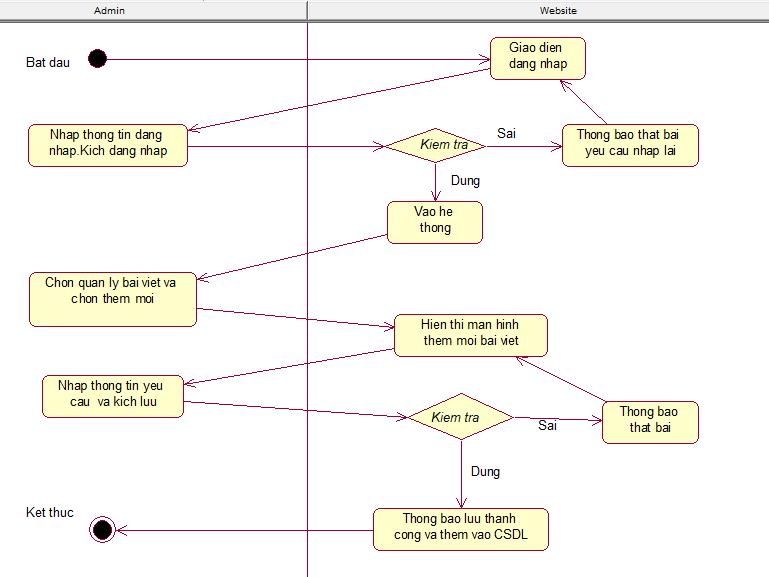 Admin
Website
Bat dau
Giao dien
dang nhap
Nhap thong tin dang
nhap.Kich dang nhap
Kiem tra
Sai
Thong bao that bai
yeu cau nhap lai
Dung
Vao he
thong
Chon quan ly bai viet va
chon them moi
Hien thi man hinh
them moi bai viet
Nhap thong tin yeu
cau va kich luu
Kiem tra
Sai
Thong bao
that bai
Dung
Ket thuc
Thong bao luu thanh
cong va them vao CSDL